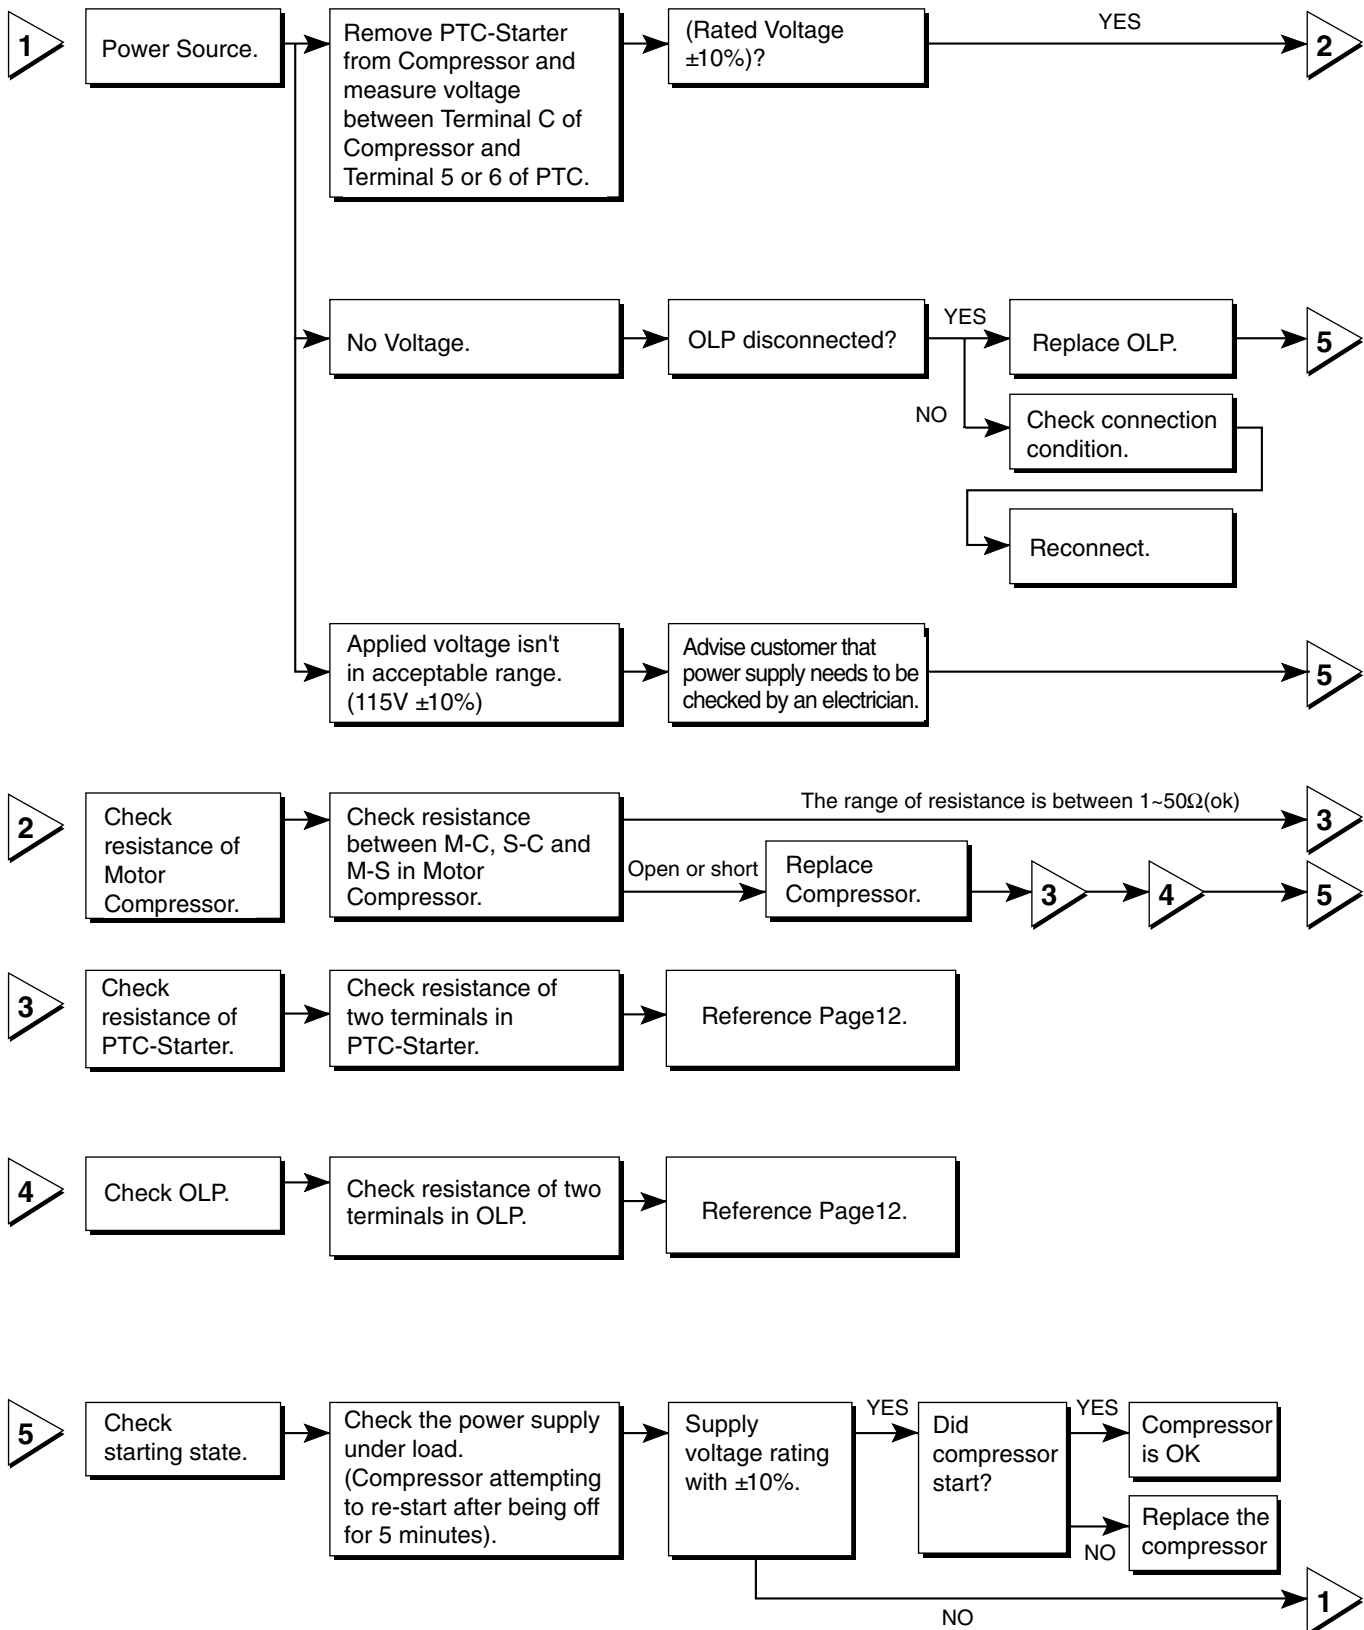 1
Power Source.
Remove PTC-Starter
from Compressor and
measure voltage
between Terminal C of
Compressor and
Terminal 5 or 6 of PTC.
(Rated Voltage
±10%)?
YES
2
No Voltage.
OLP disconnected?
YES
Replace OLP.
5
NO
Check connection
condition.
Reconnect.
Applied voltage isn't
in acceptable range.
(115V ±10%)
Advise customer that
power supply needs to be
checked by an electrician.
5
2
Check
resistance of
Motor
Compressor.
Check resistance
between M-C, S-C and
M-S in Motor
Compressor.
The range of resistance is between 1~50Ω(ok)
3
Open or short
Replace
Compressor.
3
4
5
3
Check
resistance of
PTC-Starter.
Check resistance of
two terminals in
PTC-Starter.
Reference Page12.
4
Check OLP.
Check resistance of two
terminals in OLP.
Reference Page12.
5
Check
starting state.
Check the power supply
under load.
(Compressor attempting
to re-start after being off
for 5 minutes).
Supply
voltage rating
with ±10%.
YES
Did
compressor
start?
YES
Compressor
is OK
NO
Replace the
compressor
NO
1